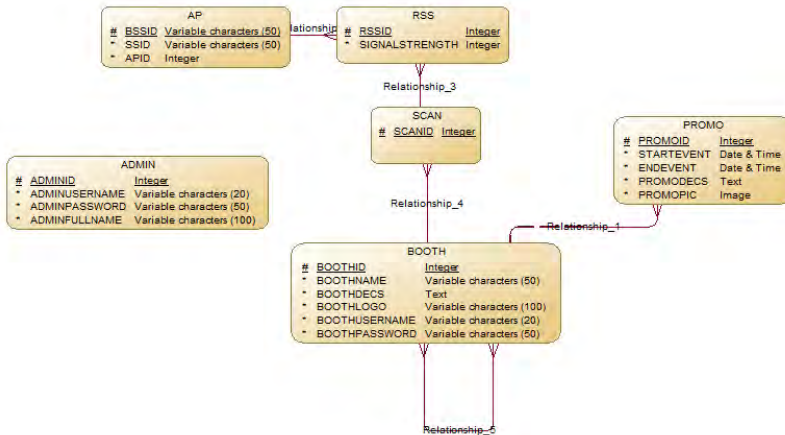 AP
# BSSID Variable characters (50)
* SSID Variable characters (50)
* APID Integer
elationship
RSS
# RSSID Integer
* SIGNALSTRENGTH Integer
Relationship_3
SCAN
# SCANID Integer
PROMO
# PROMOID Integer
* STARTEVENT Date & Time
* ENDEVENT Date & Time
* PROMODECS Text
* PROMOPIC Image
ADMIN
# ADMINID Integer
* ADMINUSERNAME Variable characters (20)
* ADMINPASSWORD Variable characters (50)
* ADMINFULLNAME Variable characters (100)
Relationship_4
Relationship_1
BOOTH
# BOOTHID Integer
* BOOTHNAME Variable characters (50)
* BOOTHDECS Text
* BOOTHLOGO Variable characters (100)
* BOOTHUSERNAME Variable characters (20)
* BOOTHPASSWORD Variable characters (50)
Relationship_5